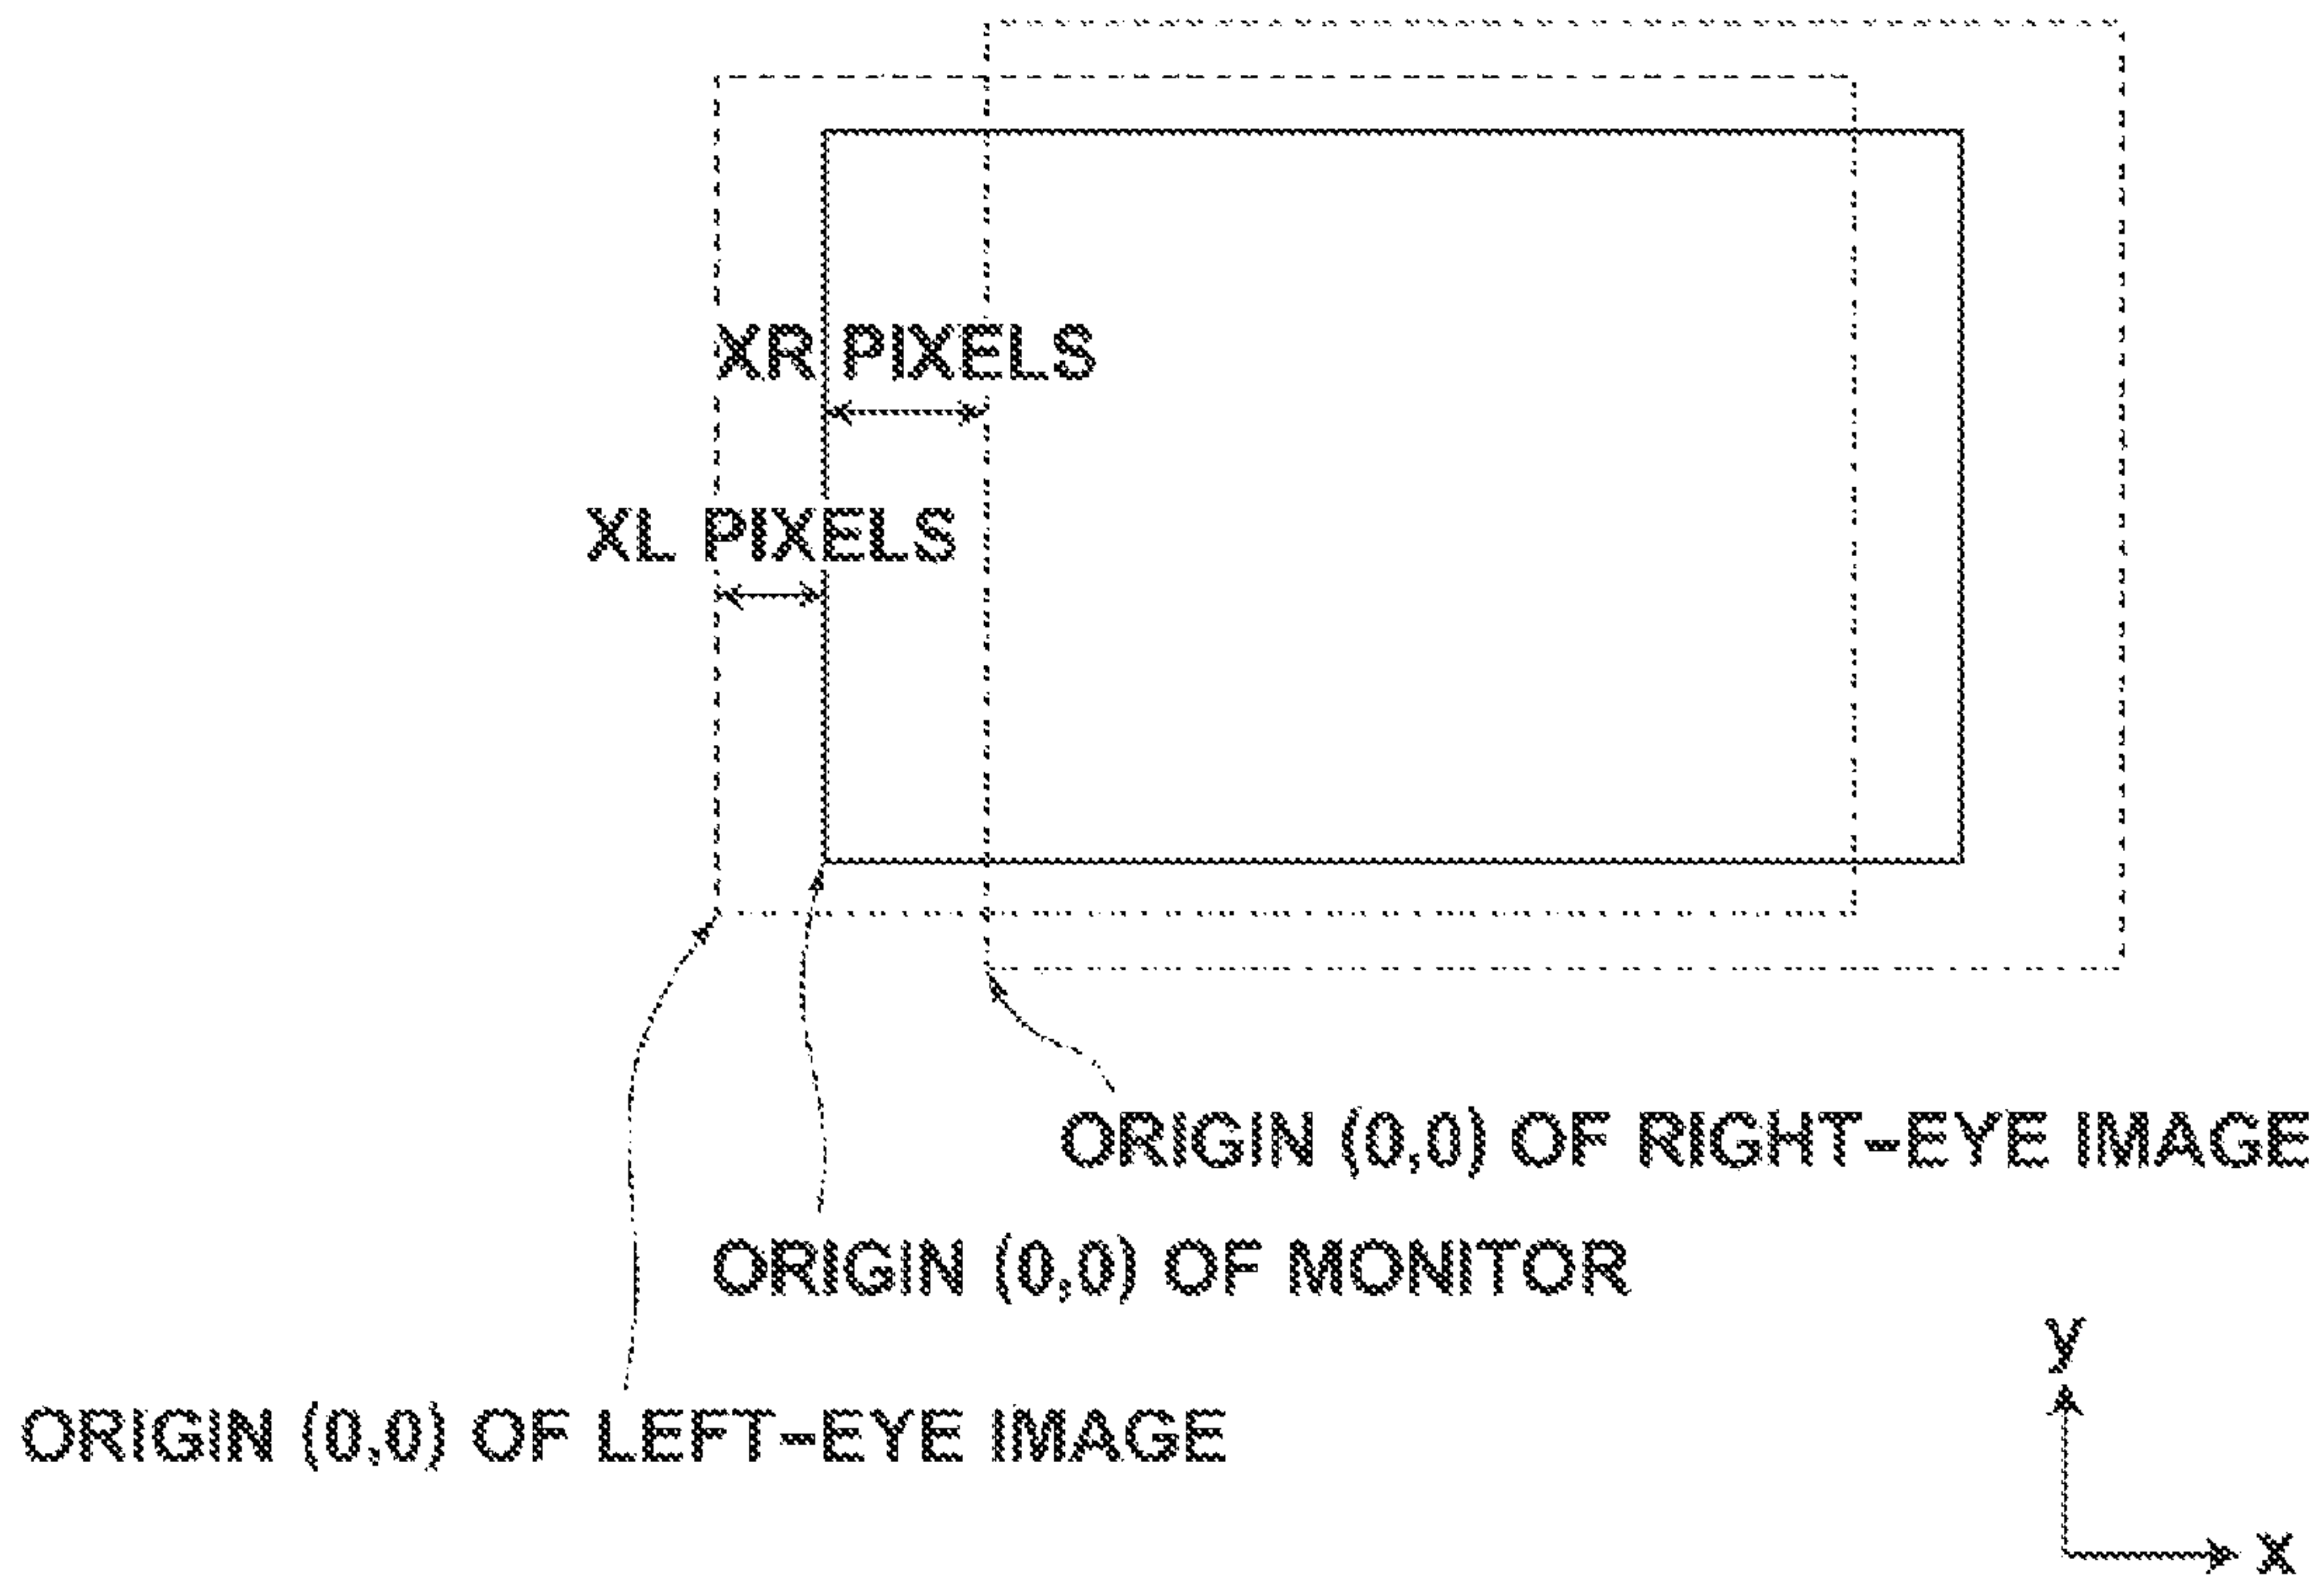 XR PIXELS
XL PIXELS
ORIGIN (0,0) OF RIGHT-EYE IMAGE
ORIGIN (0,0) OF MONITOR
ORIGIN (0,0) OF LEFT-EYE IMAGE
y
x